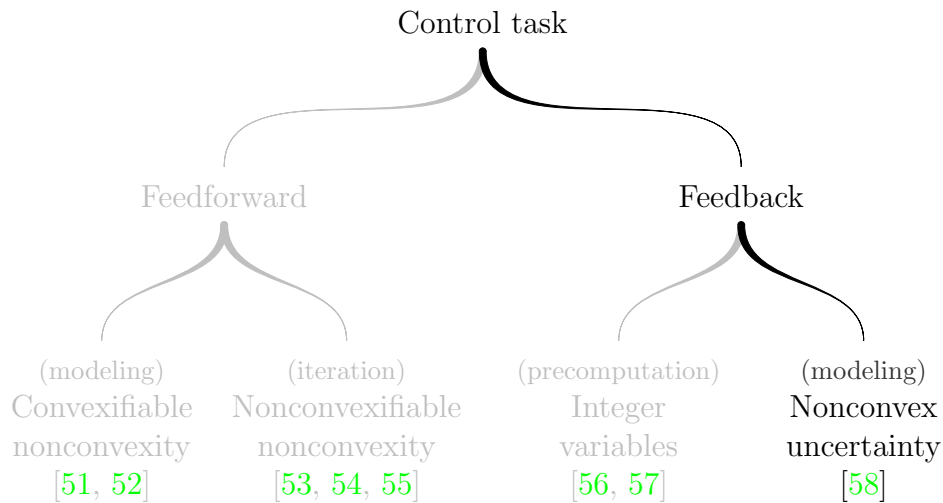 Control task
Feedforward
Feedback
(modeling)
Convexifiable
nonconvexity
[51, 52]
(iteration)
Nonconvexifiable
nonconvexity
[53, 54, 55]
(precomputation)
Integer
variables
[56, 57]
(modeling)
Nonconvex
uncertainty
[58]